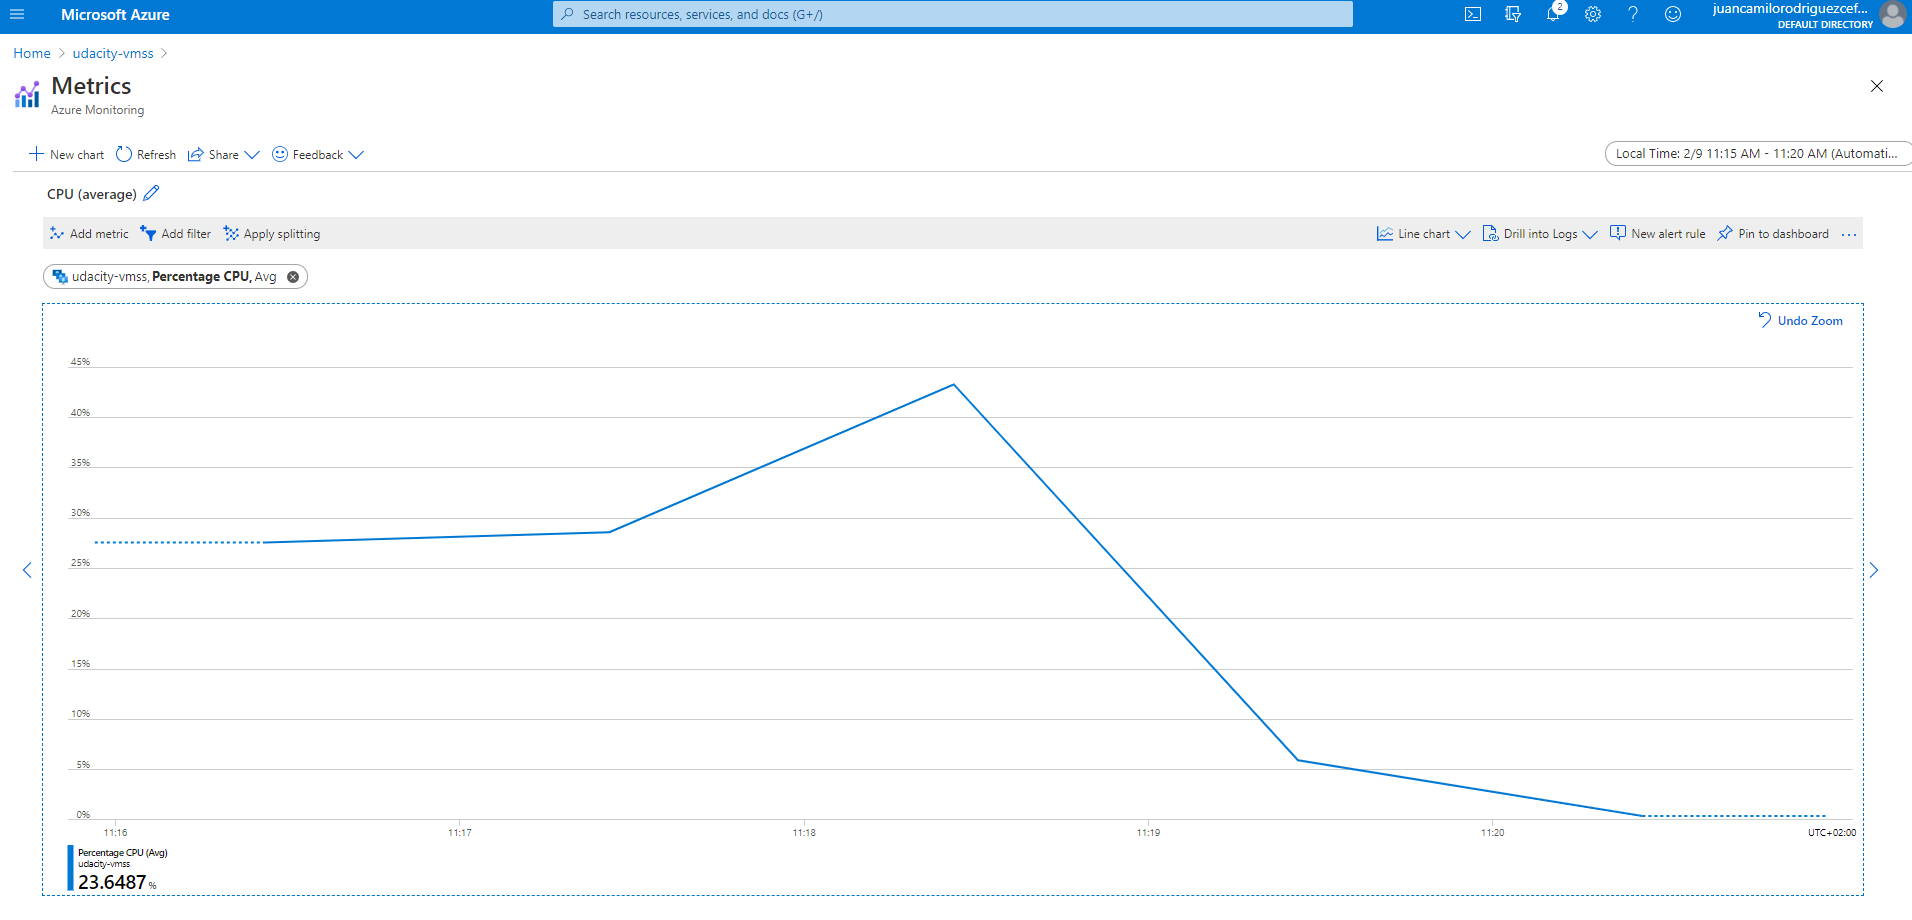 Microsoft Azure
Search resources, services, and docs (G+/)
2
juancamilorodriguezcef...
DEFAULT DIRECTORY
Home > udacity-vmss >
Metrics
Azure Monitoring
New chart Refresh Share Feedback
Local Time: 2/9 11:15 AM - 11:20 AM (Automati...
CPU (average)
Add metric Add filter Apply splitting Line chart Drill into Logs New alert rule Pin to dashboard ...
udacity-vmss, Percentage CPU, Avg
Undo Zoom
45%
40%
35%
30%
25%
20%
15%
10%
5%
0%
11:16 11:17 11:18 11:19 11:20 UTC+02:00
Percentage CPU (Avg)
udacity-vmss
23.6487 %